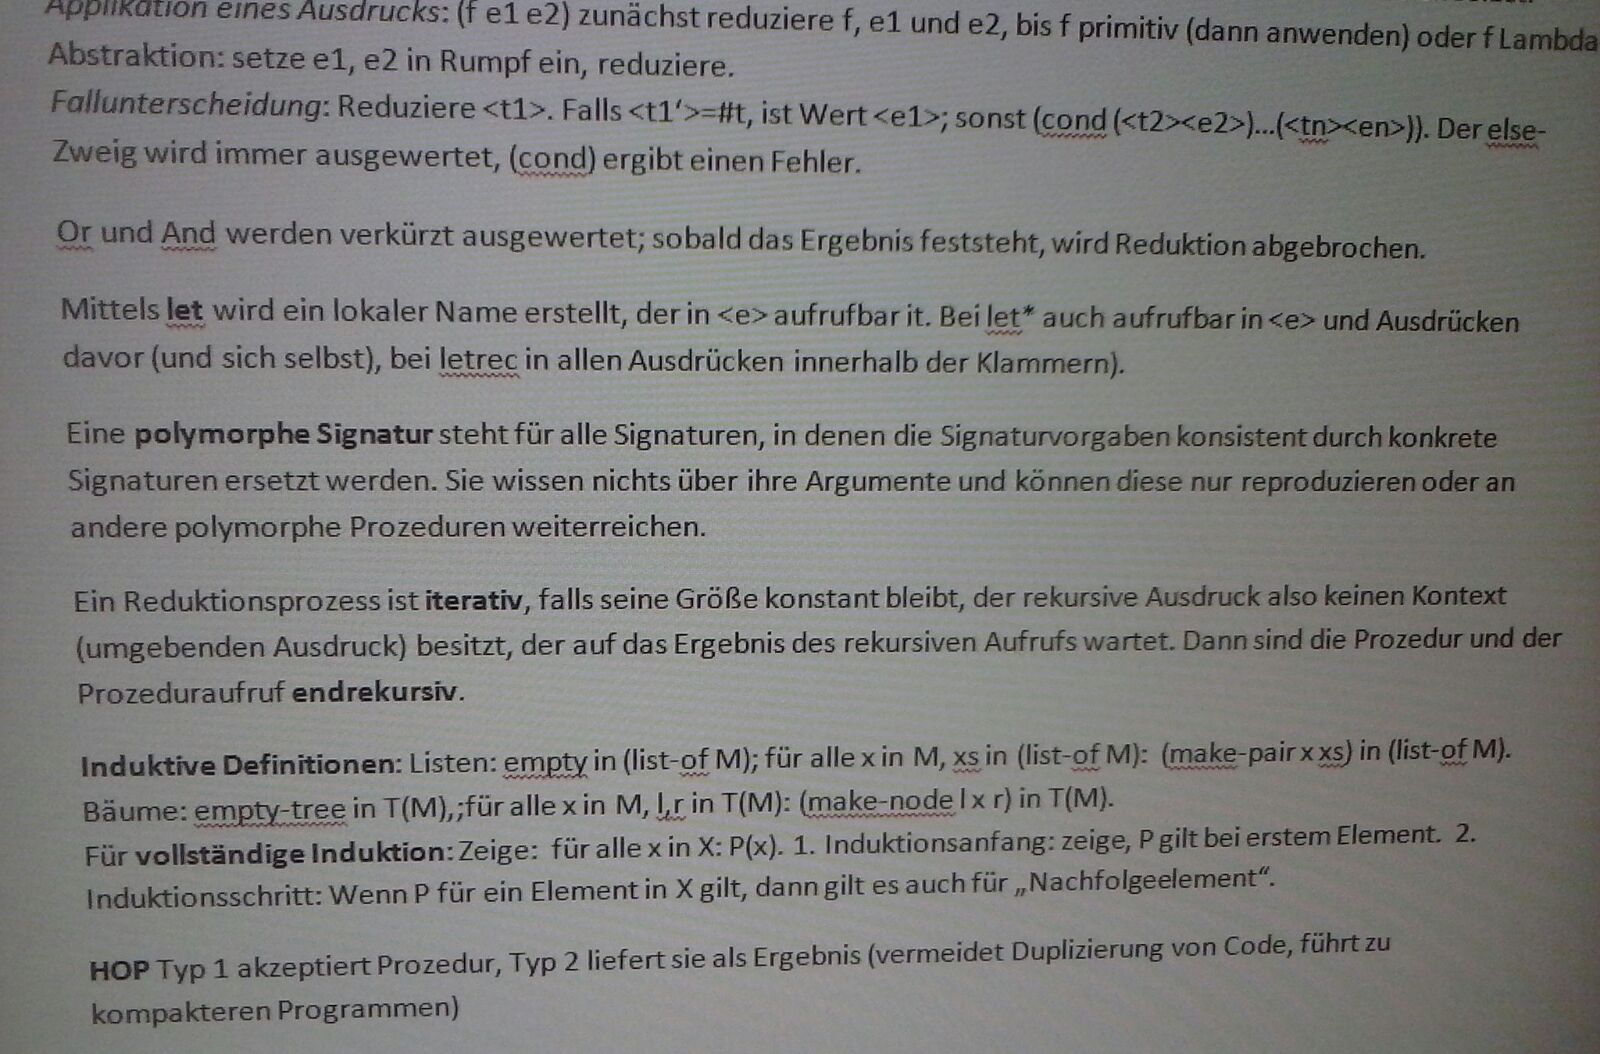 Applikation eines Ausdrucks: (f e1 e2) zunächst reduziere f, e1 und e2, bis f primitiv (dann anwenden) oder f Lambda
Abstraktion: setze e1, e2 in Rumpf ein, reduziere.
Fallunterscheidung: Reduziere <t1>. Falls <t1'>=#t, ist Wert <e1>; sonst (cond (<t2><e2>)...(<tn><en>)). Der else-
Zweig wird immer ausgewertet, (cond) ergibt einen Fehler.
Or und And werden verkürzt ausgewertet; sobald das Ergebnis feststeht, wird Reduktion abgebrochen.
Mittels let wird ein lokaler Name erstellt, der in <e> aufrufbar it. Bei let* auch aufrufbar in <e> und Ausdrücken
davor (und sich selbst), bei letrec in allen Ausdrücken innerhalb der Klammern).
Eine polymorphe Signatur steht für alle Signaturen, in denen die Signaturvorgaben konsistent durch konkrete
Signaturen ersetzt werden. Sie wissen nichts über ihre Argumente und können diese nur reproduzieren oder an
andere polymorphe Prozeduren weiterreichen.
Ein Reduktionsprozess ist iterativ, falls seine Größe konstant bleibt, der rekursive Ausdruck also keinen Kontext
(umgebenden Ausdruck) besitzt, der auf das Ergebnis des rekursiven Aufrufs wartet. Dann sind die Prozedur und der
Prozeduraufruf endrekursiv.
Induktive Definitionen: Listen: empty in (list-of M); für alle x in M, xs in (list-of M): (make-pair x xs) in (list-of M).
Bäume: empty-tree in T(M),;für alle x in M, l,r in T(M): (make-node l x r) in T(M).
Für vollständige Induktion: Zeige: für alle x in X: P(x). 1. Induktionsanfang: zeige, P gilt bei erstem Element. 2.
Induktionsschritt: Wenn P für ein Element in X gilt, dann gilt es auch für „Nachfolgeelement“.
HOP Typ 1 akzeptiert Prozedur, Typ 2 liefert sie als Ergebnis (vermeidet Duplizierung von Code, führt zu
kompakteren Programmen)